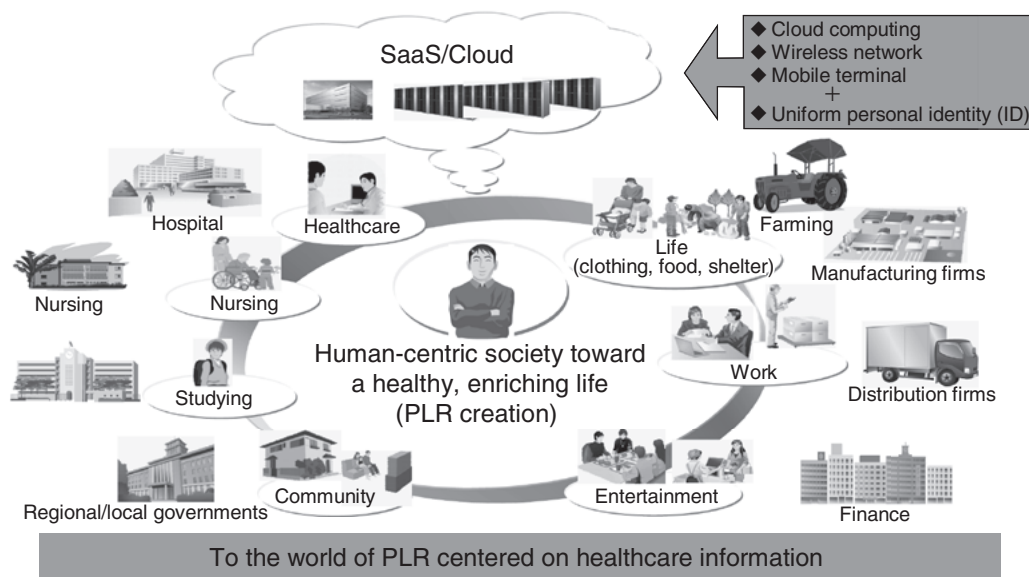 SaaS/Cloud
◆ Cloud computing
◆ Wireless network
◆ Mobile terminal
+
◆ Uniform personal identity (ID)
Hospital
Healthcare
Life
(clothing, food, shelter)
Farming
Manufacturing firms
Nursing
Nursing
Human-centric society toward
a healthy, enriching life
(PLR creation)
Work
Distribution firms
Studying
Community
Entertainment
Regional/local governments
Finance
To the world of PLR centered on healthcare information